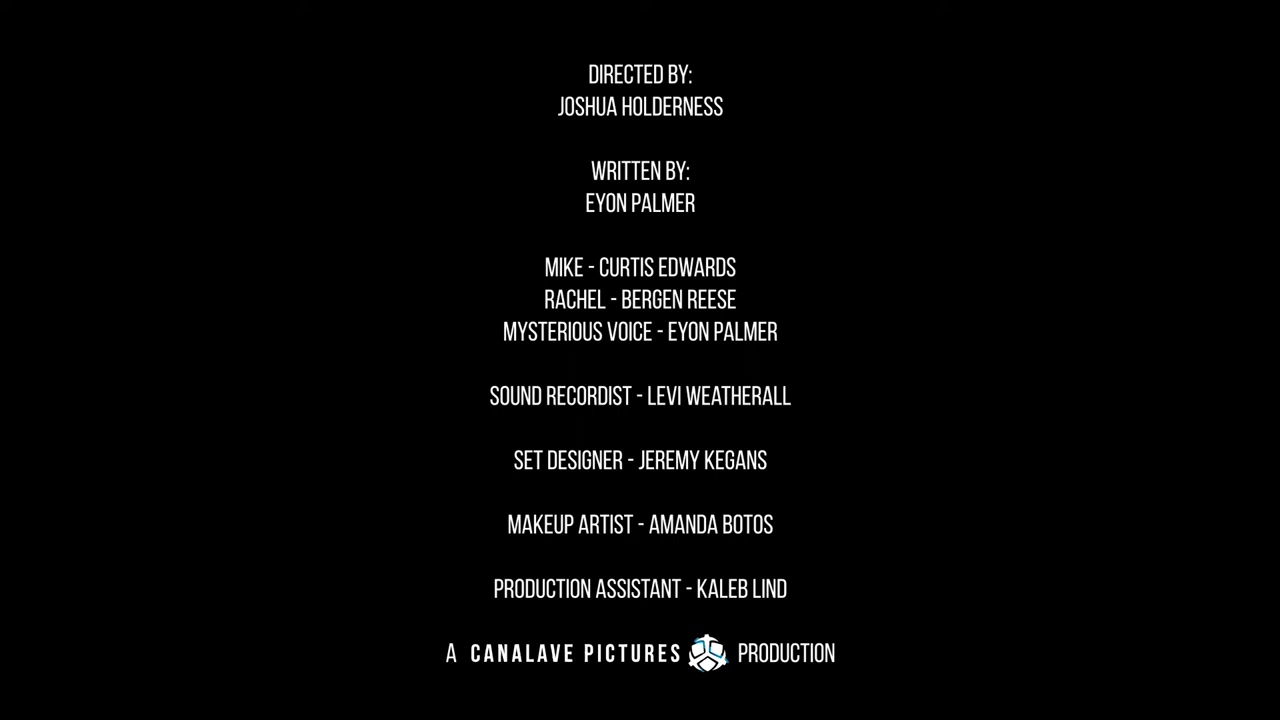 DIRECTED BY:
JOSHUA HOLDERNESS
WRITTEN BY:
EYON PALMER
MIKE - CURTIS EDWARDS
RACHEL - BERGEN REESE
MYSTERIOUS VOICE - EYON PALMER
SOUND RECORDIST - LEVI WEATHERALL
SET DESIGNER - JEREMY KEGANS
MAKEUP ARTIST - AMANDA BOTOS
PRODUCTION ASSISTANT - KALEB LIND
A CANALAVE PICTURES PRODUCTION